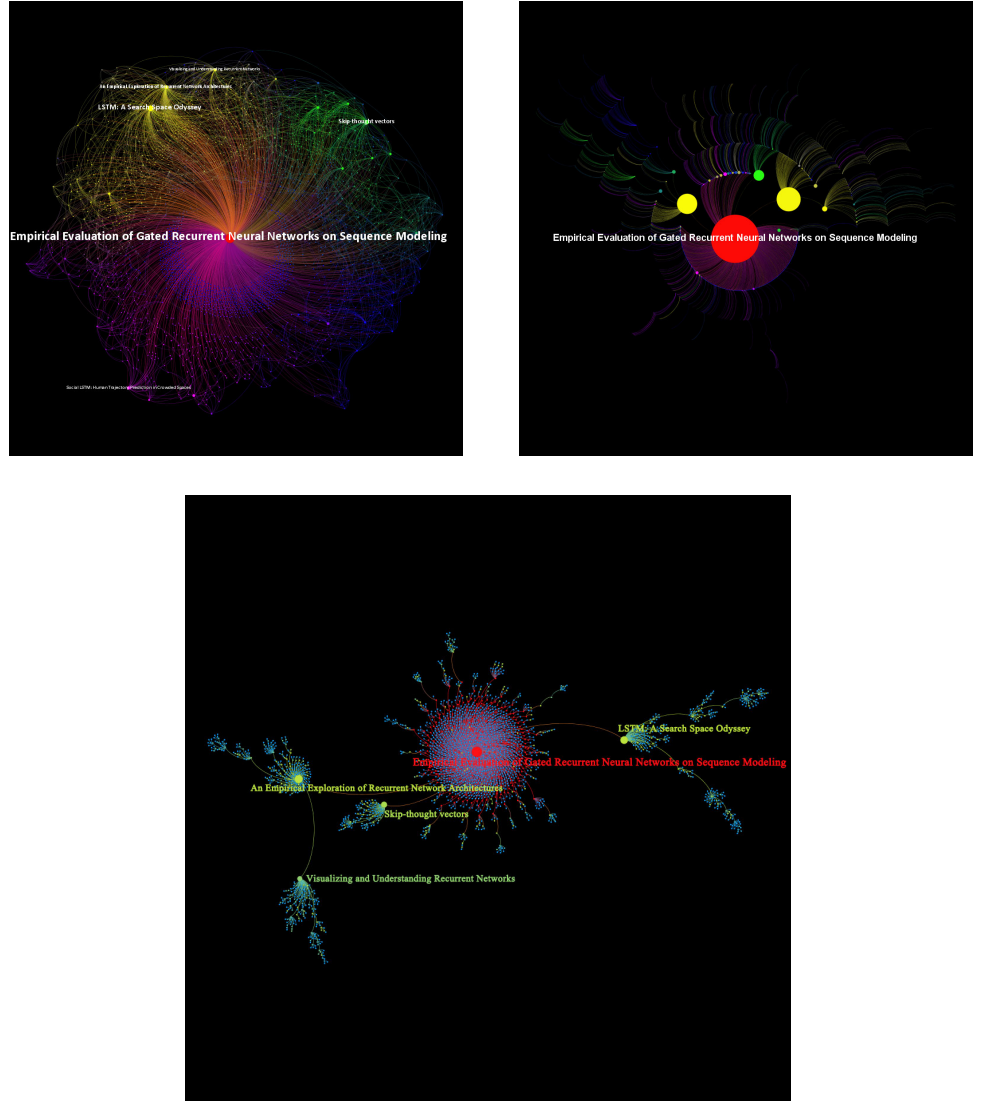 Visualizing and Understanding Recurrent Networks
An Empirical Exploration of Recurrent Network Architectures
LSTM: A Search Space Odyssey
Skip-thought vectors
Empirical Evaluation of Gated Recurrent Neural Networks on Sequence Modeling
Social LSTM: Human Trajectory Prediction in Crowded Spaces
Empirical Evaluation of Gated Recurrent Neural Networks on Sequence Modeling
LSTM: A Search Space Odyssey
Empirical Evaluation of Gated Recurrent Neural Networks on Sequence Modeling
An Empirical Exploration of Recurrent Network Architectures
Skip-thought vectors
Visualizing and Understanding Recurrent Networks